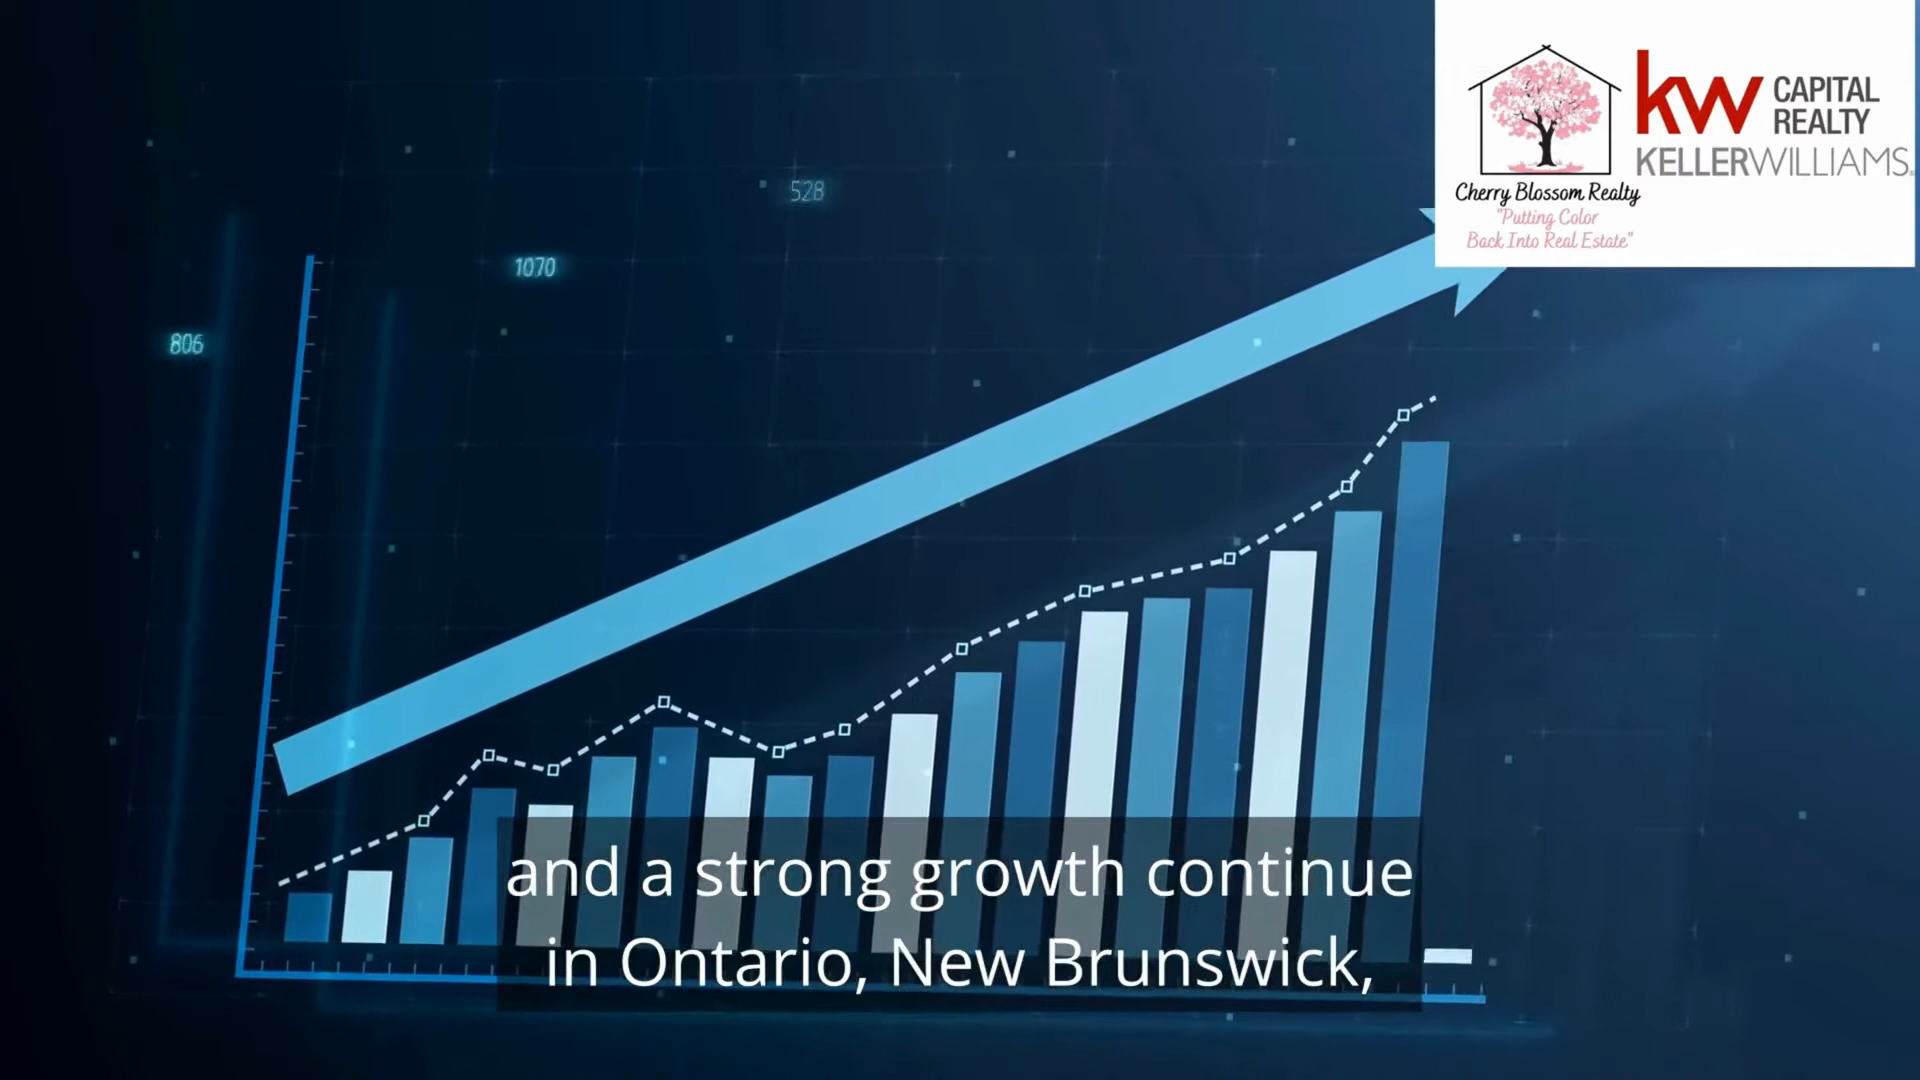 kw CAPITAL
REALTY
KELLERWILLIAMS.
Cherry Blossom Realty
"Putting Color
Back Into Real Estate"
528
1070
806
and a strong growth continue
in Ontario, New Brunswick,